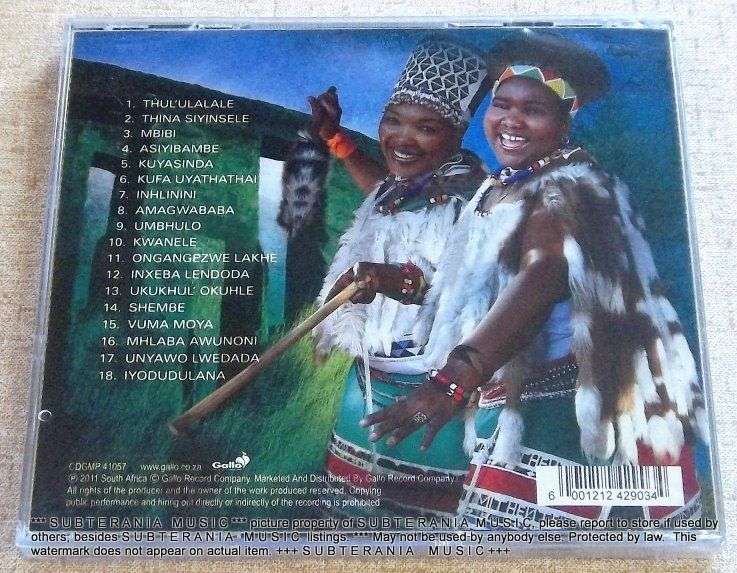 1. THUL'ULALALE
2. THINA SIYINSELE
3. MBIBI
4. ASIYIBAMBE
5. KUYASINDA
6. KUFA UYATHATHAI
7. INHLININI
8. AMAGWABABA
9. UMBHULO
10. KWANELE
11. ONGANGEZWE LAKHE
12. INXEBA LENDODA
13. UKUKHUL' OKUHLE
14. SHEMBE
15. VUMA MOYA
16. MHLABA AWUNONI
17. UNYAWO LWEDADA
18. IYODUDULANA
CDGMP 41057 www.gallo.co.za Gallo
℗ 2011 South Africa © Gallo Record Company. Marketed And Distributed By Gallo Record Company.
All rights of the producer and the owner of the work produced reserved. Copying
public performance and hiring out directly or indirectly of the recording is prohibited
6 001212 429034
*** SUBTERANIA MUSIC *** picture property of SUBTERANIA MUSIC, please report to store if used by
others, besides SUBTERANIA MUSIC listings. *** May not be used by anybody else. Protected by law. This
watermark does not appear on actual item. +++ SUBTERANIA MUSIC +++